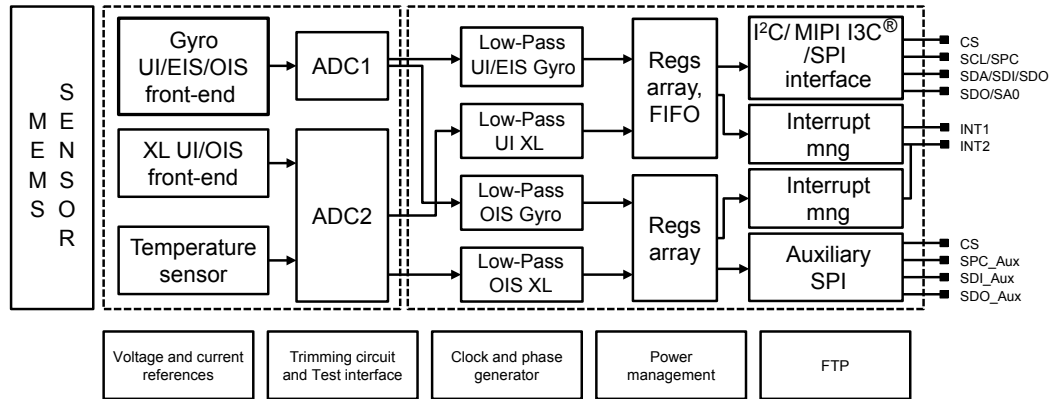 MEMS
SENSOR
Gyro
UI/EIS/OIS
front-end
XL UI/OIS
front-end
Temperature
sensor
ADC1
ADC2
Low-Pass
UI/EIS Gyro
Low-Pass
UI XL
Low-Pass
OIS Gyro
Low-Pass
OIS XL
Regs
array,
FIFO
Regs
array
I²C/ MIPI I3C®
/SPI
interface
Interrupt
mng
Interrupt
mng
Auxiliary
SPI
CS
SCL/SPC
SDA/SDI/SDO
SDO/SA0
INT1
INT2
CS
SPC_Aux
SDI_Aux
SDO_Aux
Voltage and current
references
Trimming circuit
and Test interface
Clock and phase
generator
Power
management
FTP